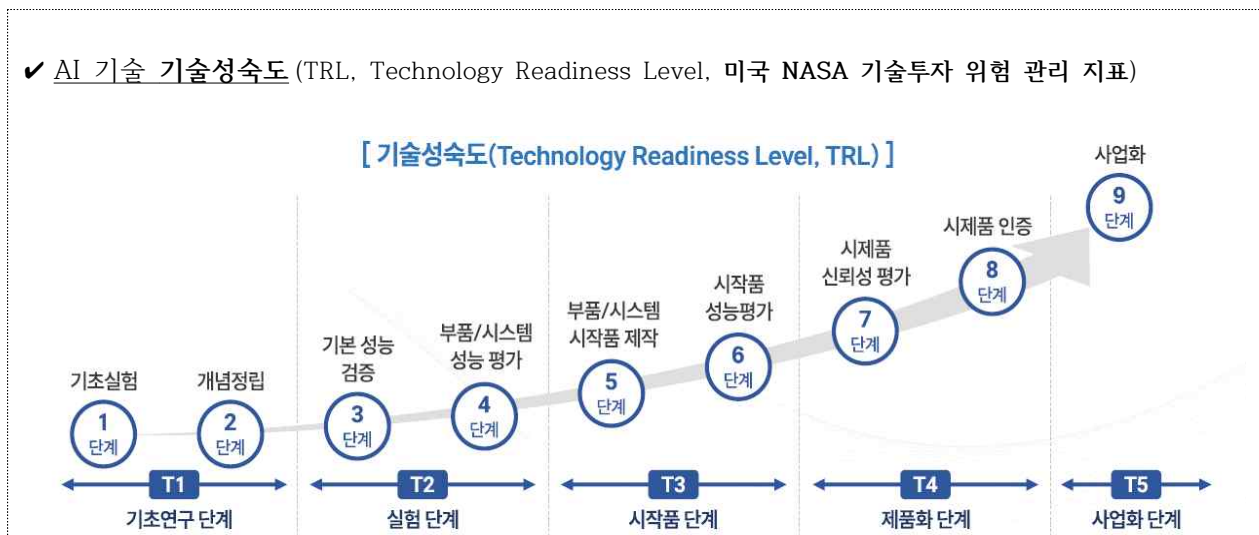 ✔ AI 기술 기술성숙도 (TRL, Technology Readiness Level, 미국 NASA 기술투자 위험 관리 지표)
[ 기술성숙도(Technology Readiness Level, TRL) ]
기초실험
1
단계
개념정립
2
단계
기본 성능
검증
3
단계
부품/시스템
성능 평가
4
단계
부품/시스템
시작품 제작
5
단계
시작품
성능평가
6
단계
시제품
신뢰성 평가
7
단계
시제품 인증
8
단계
사업화
9
단계
T1
기초연구 단계
T2
실험 단계
T3
시작품 단계
T4
제품화 단계
T5
사업화 단계